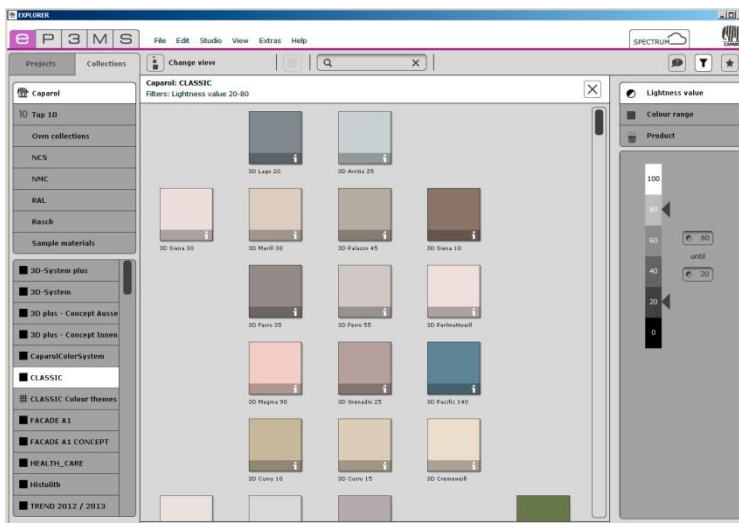 EXPLORER
e P 3 M S
File Edit Studio View Extras Help
SPECTRUM
Projects Collections
Change view
Caparol
Top 10
Own collections
NCS
NMC
RAL
Rasch
Sample materials
3D-System plus
3D-System
3D plus - Concept Ausse
3D plus - Concept Innen
CaparolColorSystem
CLASSIC
CLASSIC Colour themes
FACADE A1
FACADE A1 CONCEPT
HEALTH_CARE
Histolith
TREND 2012 / 2013
Caparol: CLASSIC
Filters: Lightness value 20-80
3D Lago 20 3D Arctis 25
3D Siena 30 3D Marill 30 3D Palazzo 45 3D Siena 10
3D Ferro 35 3D Ferro 55 3D Perlmuttweiß
3D Magma 90 3D Grenadin 25 3D Pacific 140
3D Curry 10 3D Curry 15 3D Cremeweiß
Lightness value
Colour range
Product
100
80
60
40
20
0
80
until
20